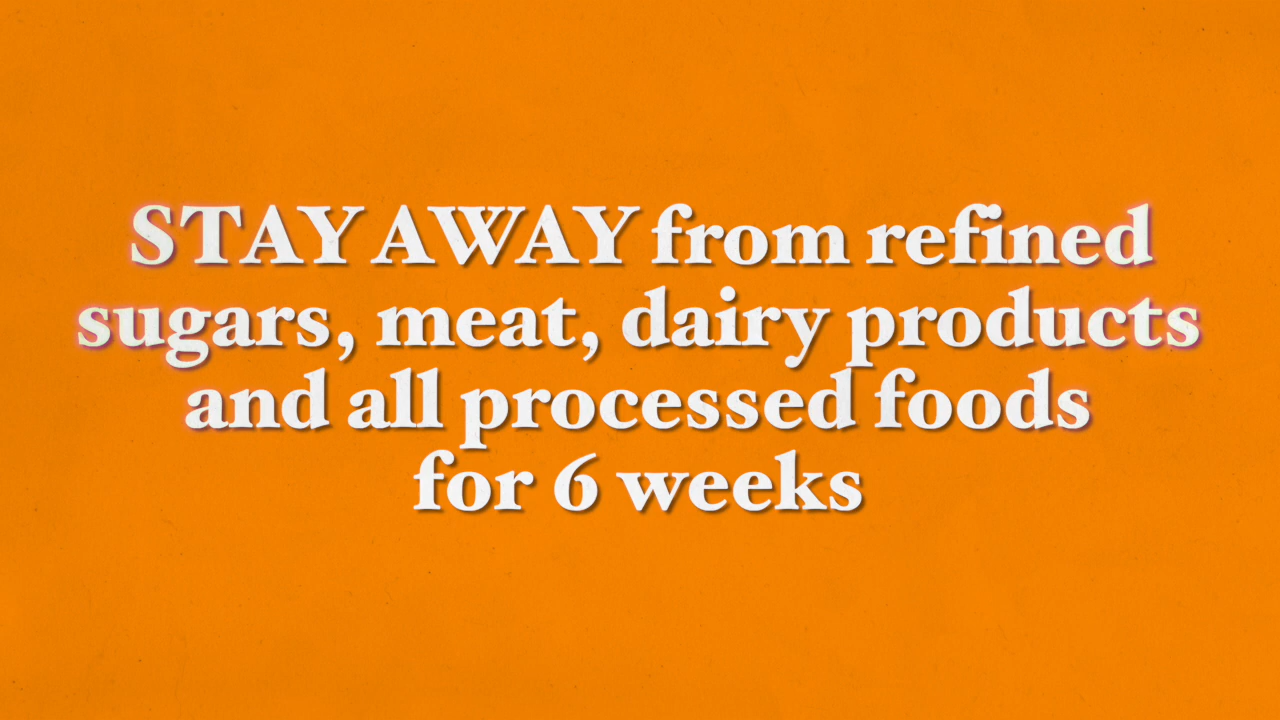 STAY AWAY from refined
sugars, meat, dairy products
and all processed foods
for 6 weeks